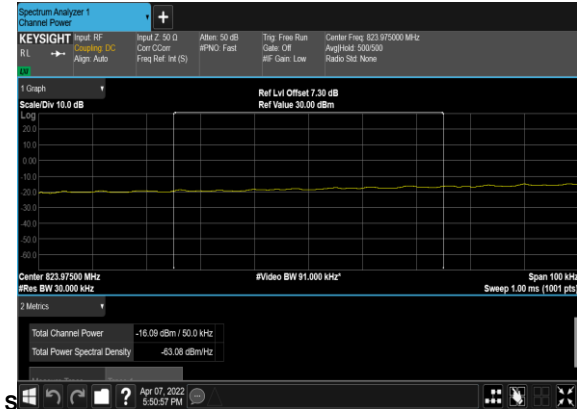 Spectrum Analyzer 1
Channel Power
+
KEYSIGHT
RL
Input: RF
Coupling: DC
Align: Auto
Input Z: 50 Ω
Corr CCorr
Freq Ref: Int (S)
Atten: 50 dB
#PNO: Fast
Trig: Free Run
Gate: Off
#IF Gain: Low
Center Freq: 823.975000 MHz
Avg|Hold: 500/500
Radio Std: None
1 Graph
Scale/Div 10.0 dB
Ref Lvl Offset 7.30 dB
Ref Value 30.00 dBm
Log
20.0
10.0
0.00
-10.0
-20.0
-30.0
-40.0
-50.0
-60.0
Center 823.97500 MHz
#Res BW 30.000 kHz
#Video BW 91.000 kHz*
Span 100 kHz
Sweep 1.00 ms (1001 pts)
2 Metrics
Total Channel Power -16.09 dBm / 50.0 kHz
Total Power Spectral Density -63.08 dBm/Hz
S
?
Apr 07, 2022
5:50:57 PM